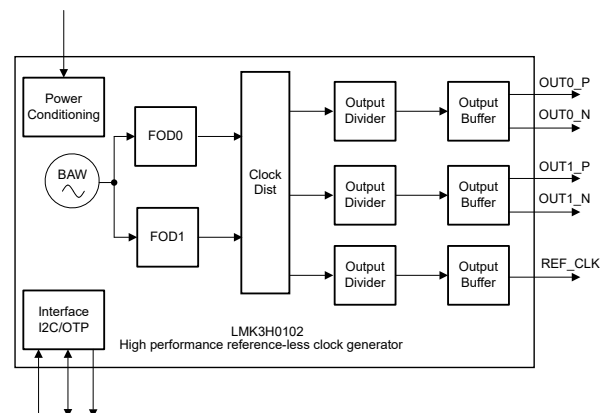 Power
Conditioning
BAW
FOD0
FOD1
Clock
Dist
Output
Divider
Output
Buffer
OUT0_P
OUT0_N
Output
Divider
Output
Buffer
OUT1_P
OUT1_N
Output
Divider
Output
Buffer
REF_CLK
Interface
I2C/OTP
LMK3H0102
High performance reference-less clock generator